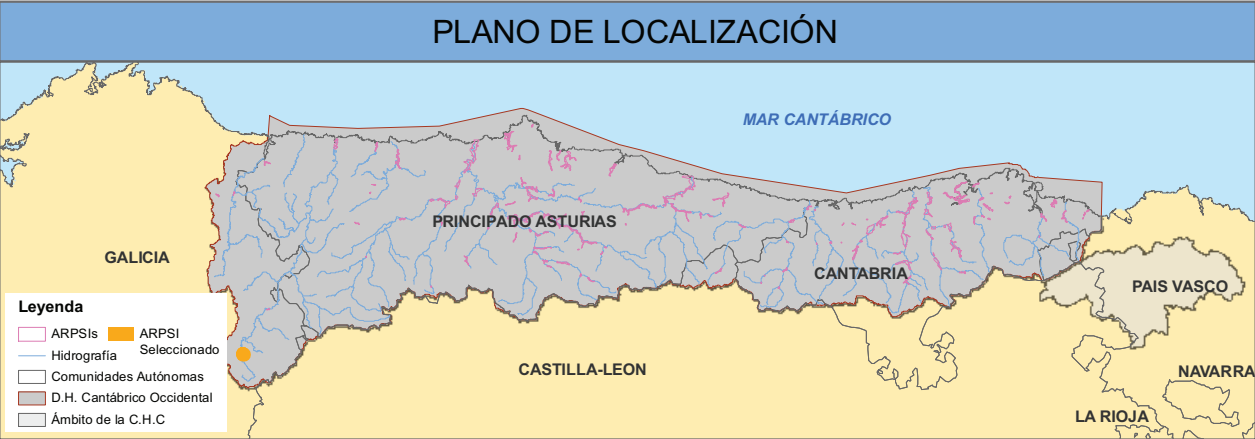 PLANO DE LOCALIZACIÓN
MAR CANTÁBRICO
PRINCIPADO ASTURIAS
GALICIA
CANTABRIA
PAIS VASCO
CASTILLA-LEON
NAVARRA
LA RIOJA
Leyenda
ARPSIs
ARPSI
Seleccionado
Hidrografía
Comunidades Autónomas
D.H. Cantábrico Occidental
Ámbito de la C.H.C